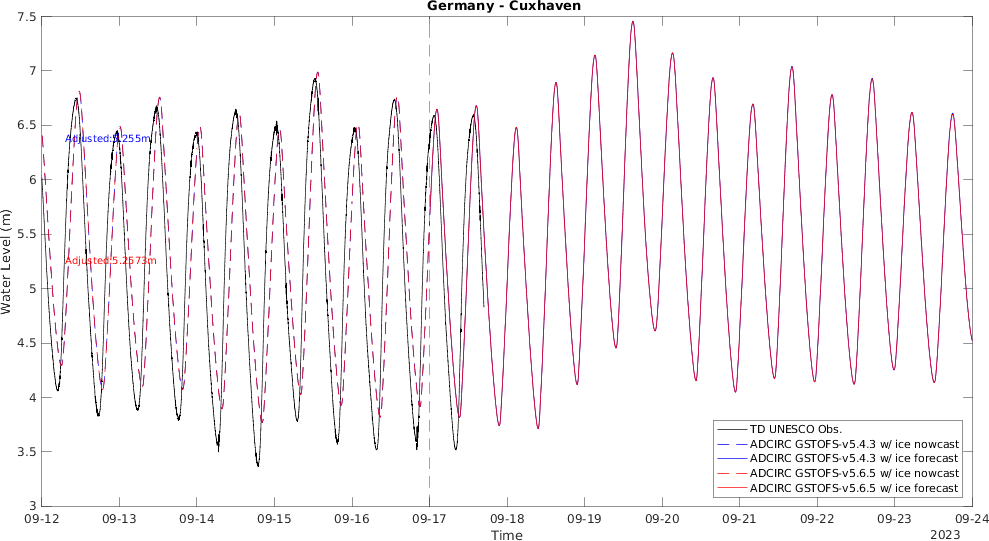 Germany - Cuxhaven
7.5
7
6.5
6
5.5
5
4.5
4
3.5
3
Water Level (m)
Adjusted:5.255m
Adjusted:5.2573m
TD UNESCO Obs.
ADCIRC GSTOFS-v5.4.3 w/ ice nowcast
ADCIRC GSTOFS-v5.4.3 w/ ice forecast
ADCIRC GSTOFS-v5.6.5 w/ ice nowcast
ADCIRC GSTOFS-v5.6.5 w/ ice forecast
09-12 09-13 09-14 09-15 09-16 09-17 09-18 09-19 09-20 09-21 09-22 09-23 09-24
Time
2023